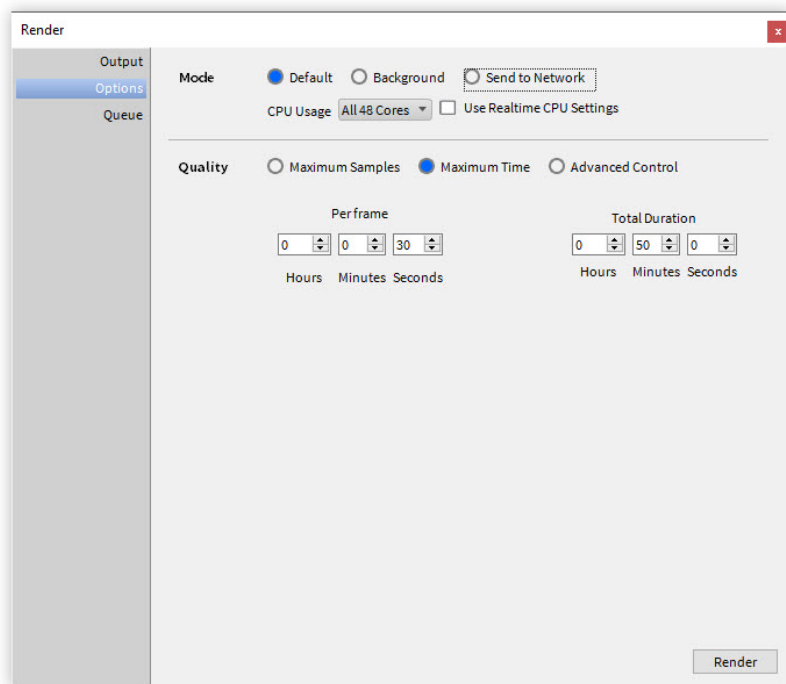 Render
x
Output
Options
Queue
Mode Default Background Send to Network
CPU Usage All 48 Cores Use Realtime CPU Settings
Quality Maximum Samples Maximum Time Advanced Control
Per frame
0 0 30
Hours Minutes Seconds
Total Duration
0 50 0
Hours Minutes Seconds
Render